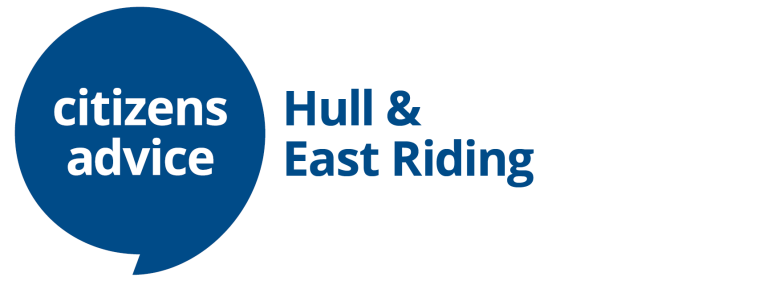 citizens
advice
Hull &
East Riding